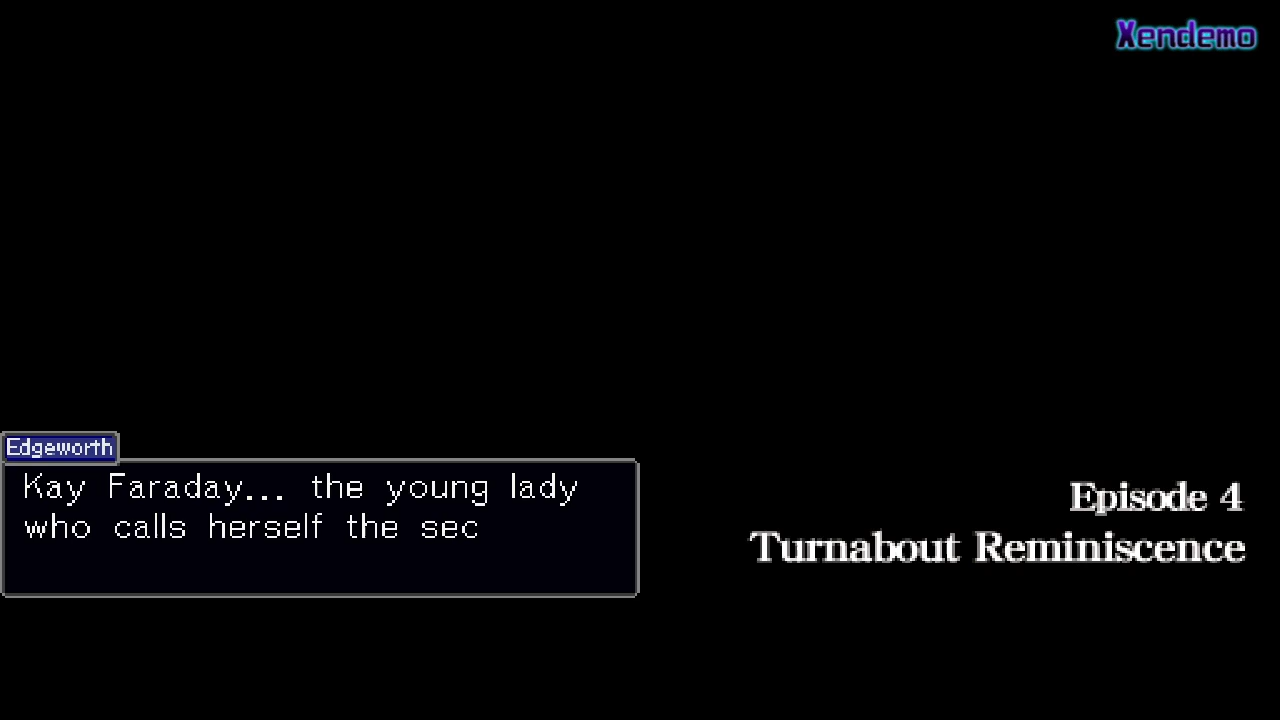 Xendemo
Edgeworth
Kay Faraday... the young lady
who calls herself the sec
Episode 4
Turnabout Reminiscence